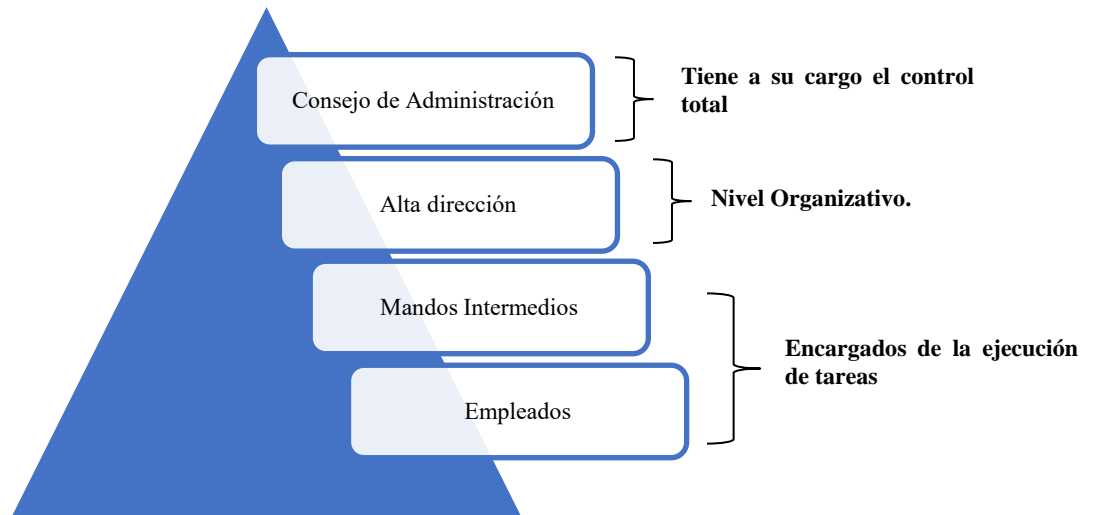 Consejo de Administración
Tiene a su cargo el control
total
Alta dirección
Nivel Organizativo.
Mandos Intermedios
Encargados de la ejecución
de tareas
Empleados